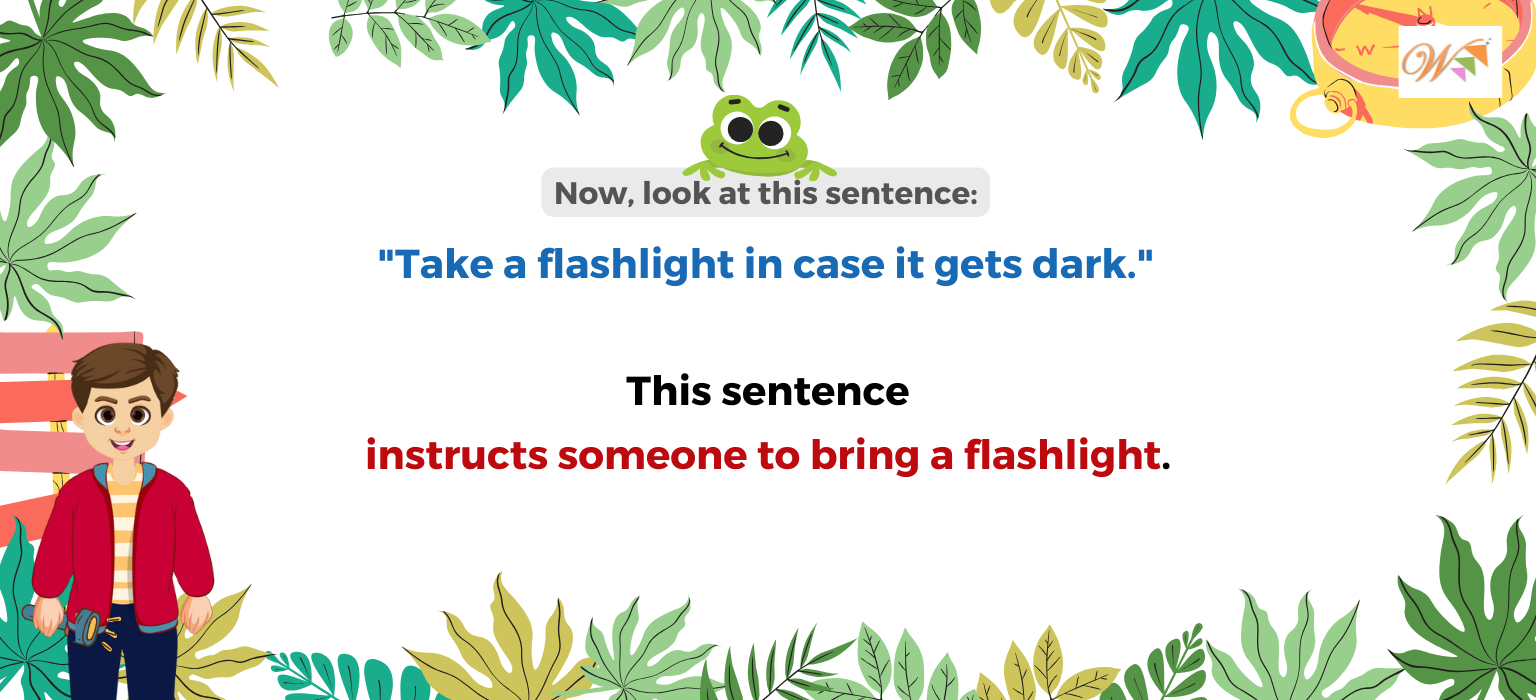 N
W
W
Now, look at this sentence:
"Take a flashlight in case it gets dark."
This sentence
instructs someone to bring a flashlight.